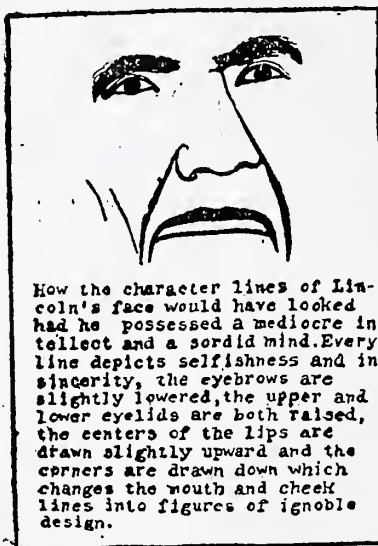 How the character lines of Lin-
coln's face would have looked
had he possessed a mediocre in
tellect and a sordid mind.Every
line depicts selfishness and in
sincerity, the eyebrows are
slightly lowered,the upper and
lower eyelids are both raised,
the centers of the lips are
drawn slightly upward and the
corners are drawn down which
changes the mouth and cheek
lines into figures of ignoble
design.